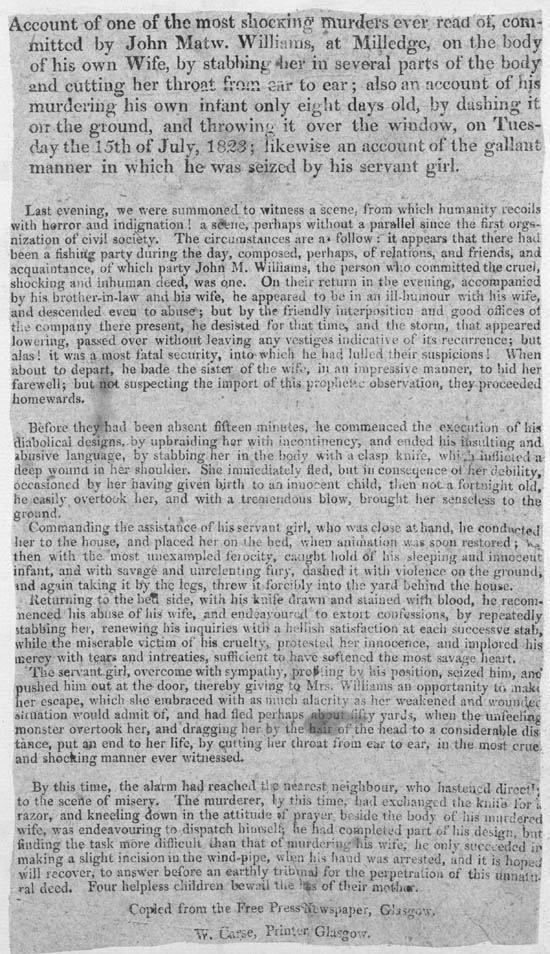 Account of one of the most shocking murders ever read of, com-
mitted by John Matw. Williams, at Milledge, on the body
of his own Wife, by stabbing her in several parts of the body
and cutting her throat from ear to ear; also an account of his
murdering his own infant only eight days old, by dashing it
on the ground, and throwing it over the window, on Tues-
day the 15th of July, 1823; likewise an account of the gallant
manner in which he was seized by his servant girl.
Last evening, we were summoned to witness a scene, from which humanity recoils
with horror and indignation! a scene, perhaps without a parallel since the first orga-
nization of civil society. The circumstances are as follow: it appears that there had
been a fishing party during the day, composed, perhaps, of relations, and friends, and
acquaintance, of which party John M. Williams, the person who committed the cruel,
shocking and inhuman deed, was one. On their return in the evening, accompanied
by his brother-in-law and his wife, he appeared to be in an ill-humour with his wife,
and descended even to abuse; but by the friendly interposition and good offices of
the company there present, he desisted for that time, and the storm, that appeared
lowering, passed over without leaving any vestiges indicative of its recurrence; but
alas! it was a most fatal security, into which he had lulled their suspicions! When
about to depart, he bade the sister of the wife, in an impressive manner, to bid her
farewell; but not suspecting the import of this prophetic observation, they proceeded
homewards.
Before they had been absent fifteen minutes, he commenced the execution of his
diabolical designs, by upbraiding her with incontinency, and ended his insulting and
abusive language, by stabbing her in the body with a clasp knife, which inflicted a
deep wound in her shoulder. She immediately fled, but in conseqence of her debility,
occasioned by her having given birth to an innocent child, then not a fortnight old,
he easily overtook her, and with a tremendous blow, brought her senseless to the
ground.
Commanding the assistance of his servant girl, who was close at hand, he conducted
her to the house, and placed her on the bed, when animation was soon restored; he
then with the most unexampled ferocity, caught hold of his sleeping and innocent
infant, and with savage and unrelenting fury, dashed it with violence on the ground,
and again taking it by the legs, threw it forcibly into the yard behind the house.
Returning to the bed side, with his knife drawn and stained with blood, he recom-
menced his abuse of his wife, and endeavoured to extort confessions, by repeatedly
stabbing her, renewing his inquiries with a hellish satisfaction at each successve stab,
while the miserable victim of his cruelty, protested her innocence, and implored his
mercy with tears and intreaties, sufficient to have softened the most savage heart.
The servant girl, overcome with sympathy, profiting by his position, seized him, and
pushed him out at the door, thereby giving to Mrs. Williams an opportunity to make
her escape, which she embraced with as much alacrity as her weakened and wounded
situation would admit of, and had fled perhaps about fifty yards, when the unfeeling
monster overtook her, and dragging her by the hair of the head to a considerable dis
tance, put an end to her life, by cutting her throat from ear to ear, in the most cruel
and shocking manner ever witnessed.
By this time, the alarm had reached the nearest neighbour, who hastened directly
to the scene of misery. The murderer, by this time, had exchanged the knife for a
razor, and kneeling down in the attitude of prayer beside the body of his murdered
wife, was endeavouring to dispatch himself; he had completed part of his design, but
finding the task more difficult than that of murdering his wife, he only succeeded in
making a slight incision in the wind-pipe, when his hand was arrested, and it is hoped
will recover, to answer before an earthly tribunal for the perpetration of this unnatu-
ral deed. Four helpless children bewail the loss of their mother.
Copied from the Free Press Newspaper, Glasgow.
W. Carse, Printer, Glasgow.